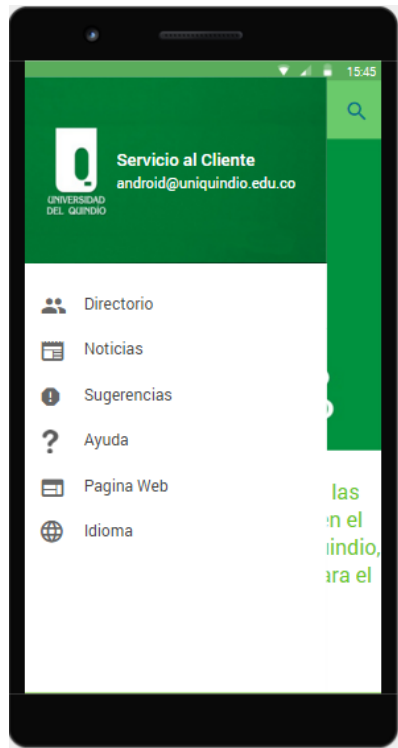 15:45
UNIVERSIDAD
DEL QUINDÍO
Servicio al Cliente
android@uniquindio.edu.co
Directorio
Noticias
Sugerencias
Ayuda
Pagina Web
Idioma
las
en el
uindio,
ara el